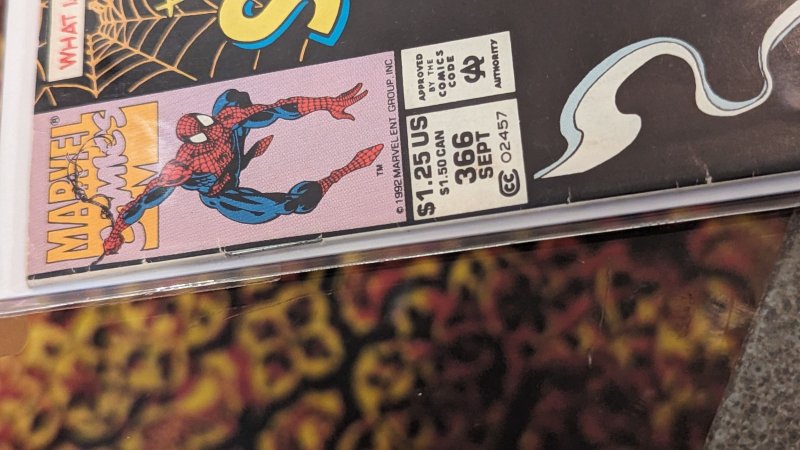 WHAT
S
MARVEL
COMICS
®
© 1992 MARVEL ENT. GROUP, INC.
TM
APPROVED
BY THE
COMICS
CODE
AUTHORITY
A
$1.25 US
$1.50 CAN
366
SEPT
CC 02457